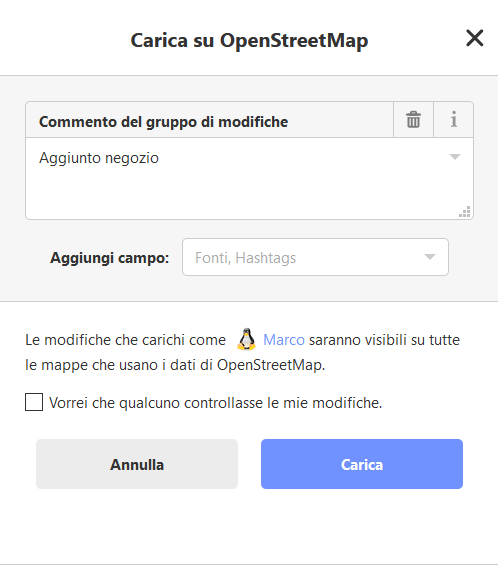 Carica su OpenStreetMap
Commento del gruppo di modifiche
Aggiunto negozio
Aggiungi campo:
Fonti, Hashtags
Le modifiche che carichi come Marco saranno visibili su tutte
le mappe che usano i dati di OpenStreetMap.
Vorrei che qualcuno controllasse le mie modifiche.
Annulla
Carica